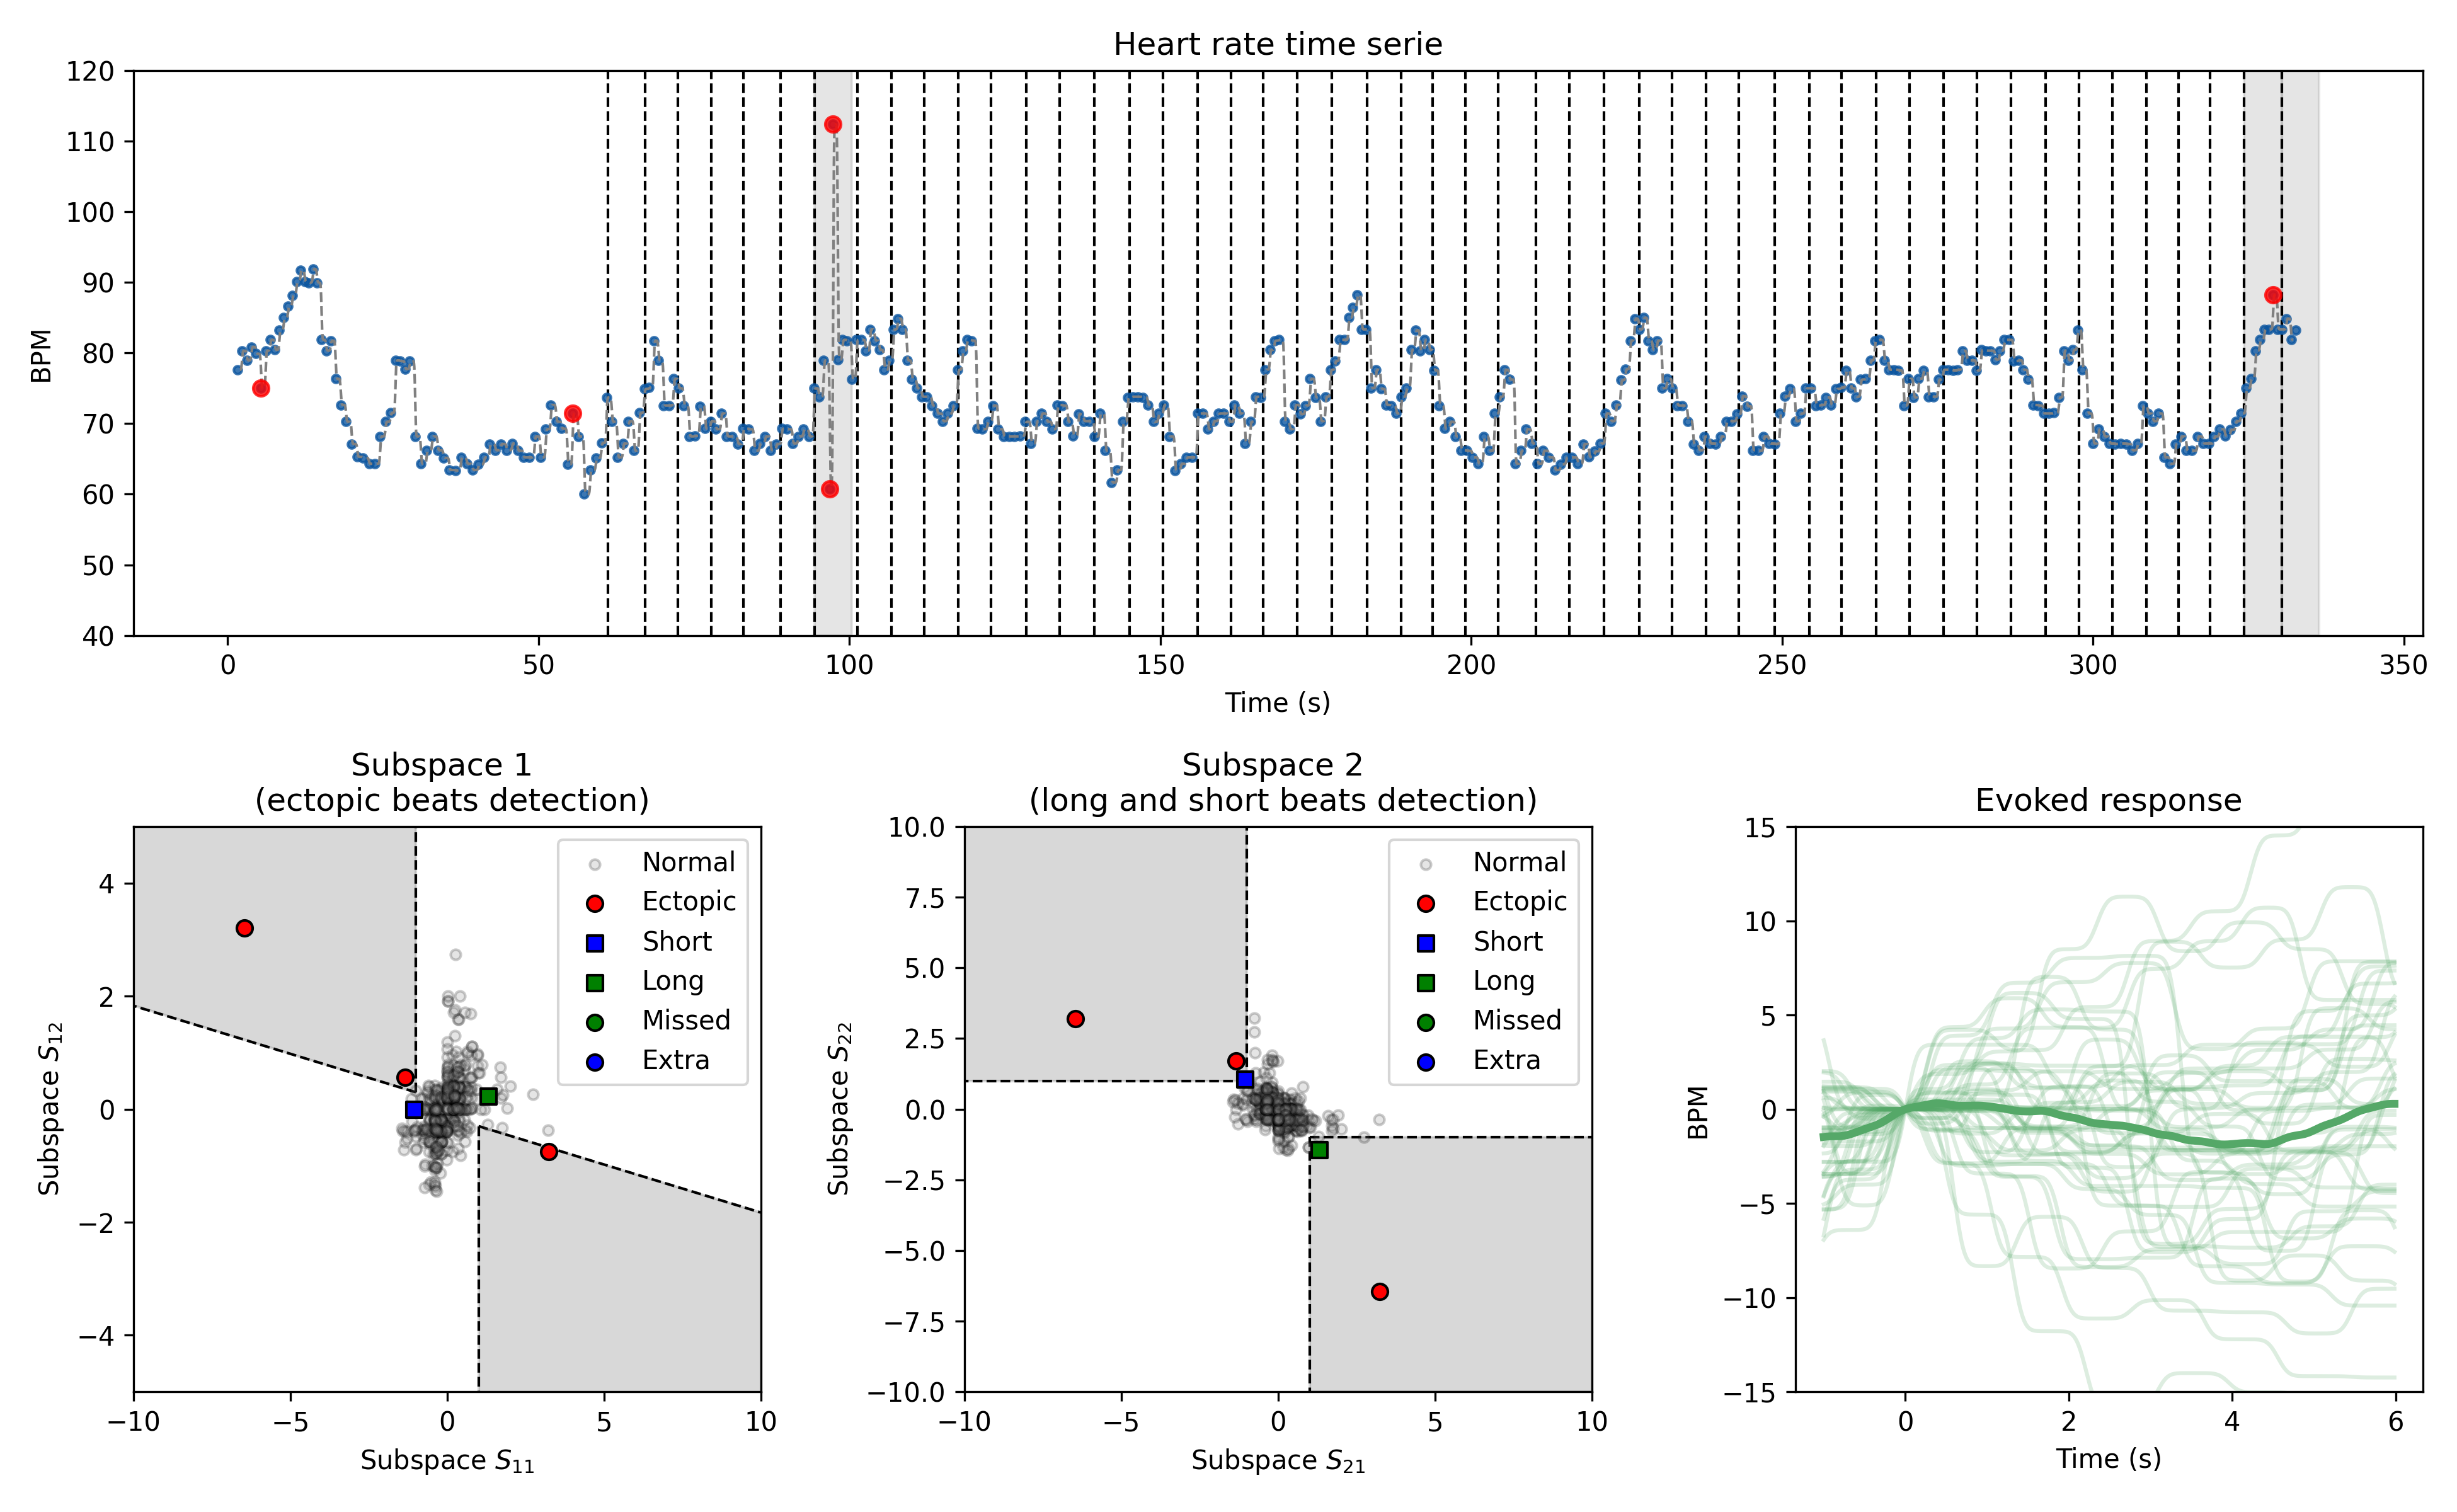 Heart rate time serie
120
110
100
90
80
70
60
50
40
BPM
0 50 100 150 200 250 300 350
Time (s)
Subspace 1
(ectopic beats detection)
4
2
0
−2
−4
Subspace S12
−10 −5 0 5 10
Subspace S11
Normal
Ectopic
Short
Long
Missed
Extra
Subspace 2
(long and short beats detection)
10.0
7.5
5.0
2.5
0.0
−2.5
−5.0
−7.5
−10.0
Subspace S22
−10 −5 0 5 10
Subspace S21
Normal
Ectopic
Short
Long
Missed
Extra
Evoked response
15
10
5
0
−5
−10
−15
BPM
0 2 4 6
Time (s)